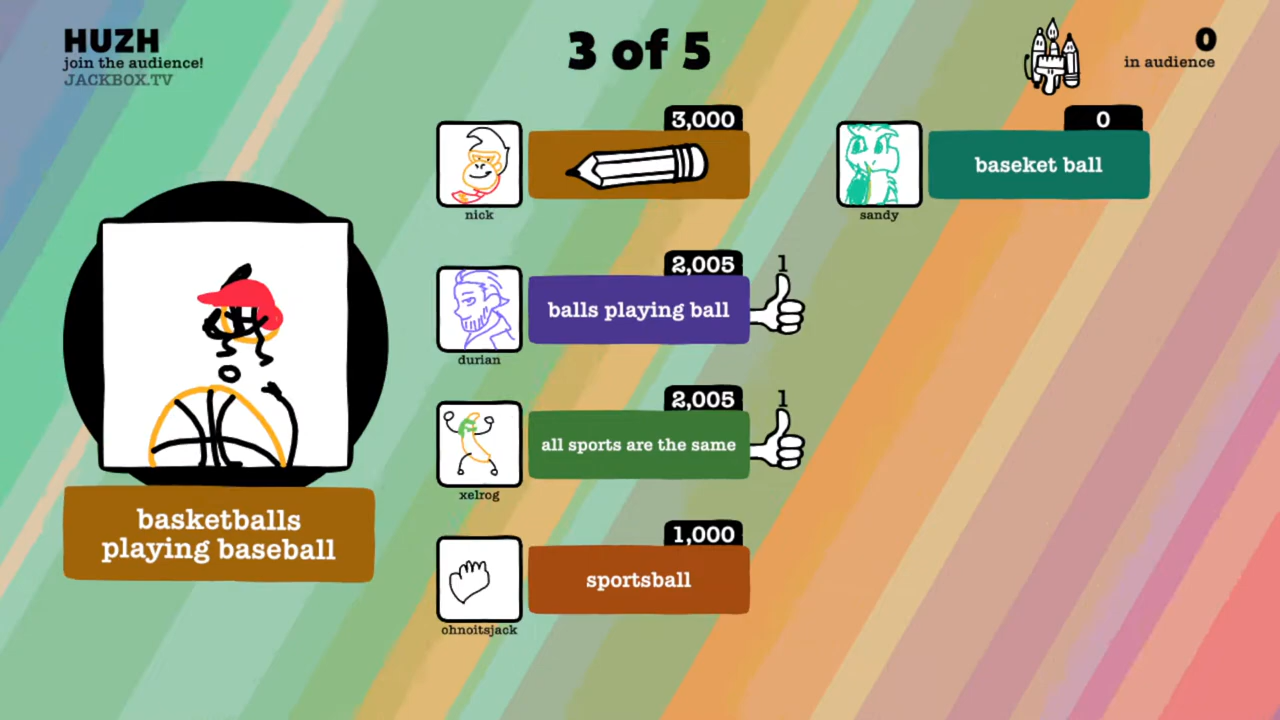 HUZH
join the audience!
JACKBOX.TV
3 of 5
0
in audience
3,000
nick
2,005
1
balls playing ball
durian
2,005
1
all sports are the same
xelrog
1,000
sportsball
ohnoitsjack
0
baseket ball
sandy
basketballs
playing baseball